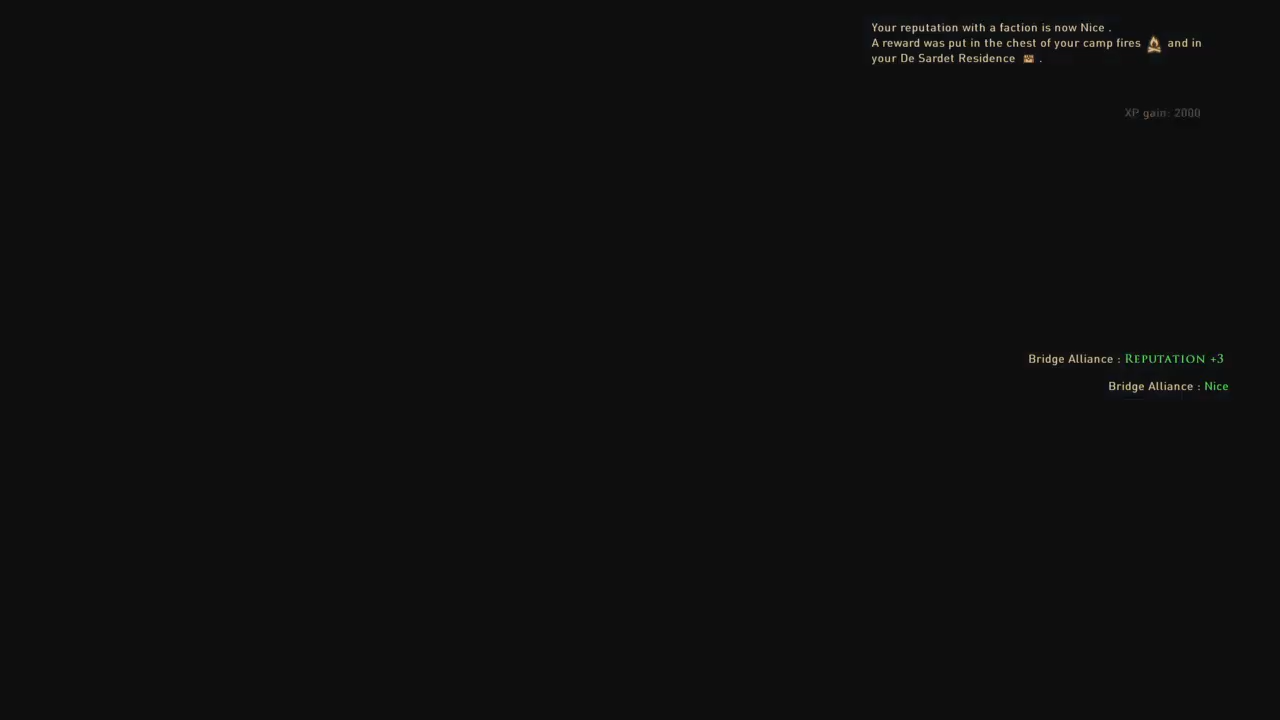 Your reputation with a faction is now Nice .
A reward was put in the chest of your camp fires and in
your De Sardet Residence .
XP gain: 2000
Bridge Alliance : REPUTATION +3
Bridge Alliance : Nice